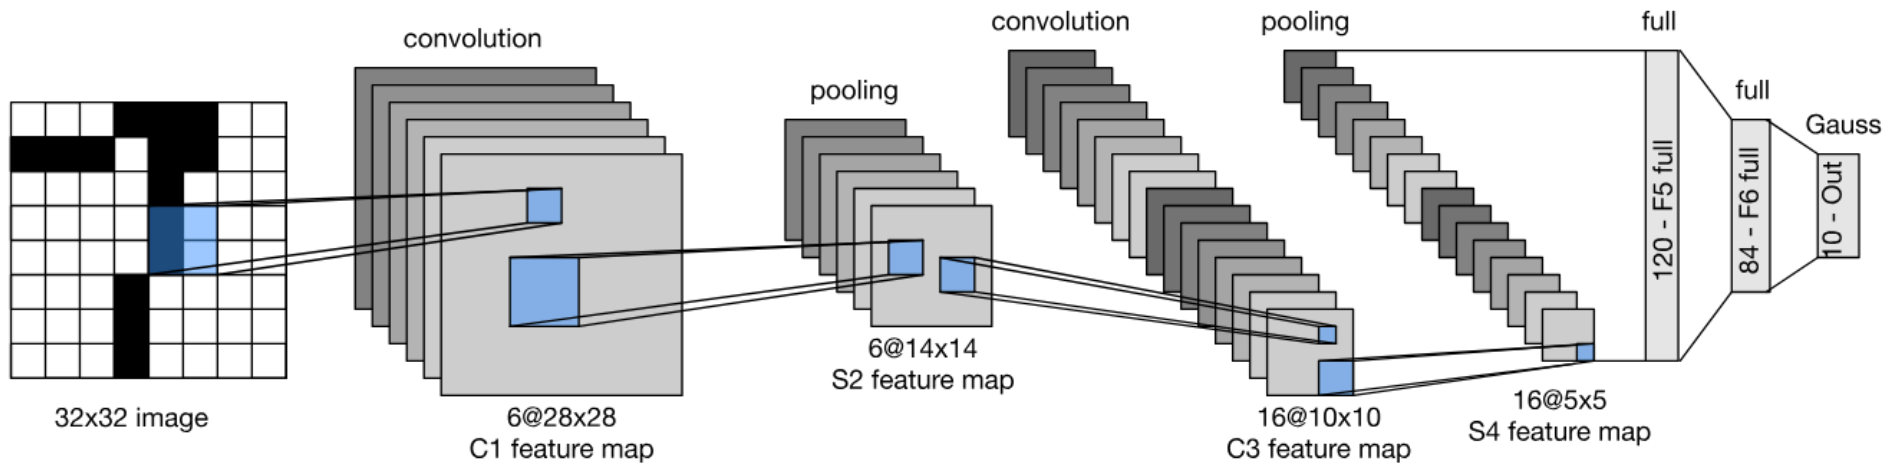 convolution
32x32 image
6@28x28
C1 feature map
pooling
6@14x14
S2 feature map
convolution
16@10x10
C3 feature map
pooling
16@5x5
S4 feature map
full
120 - F5 full
full
84 - F6 full
Gauss
10 - Out